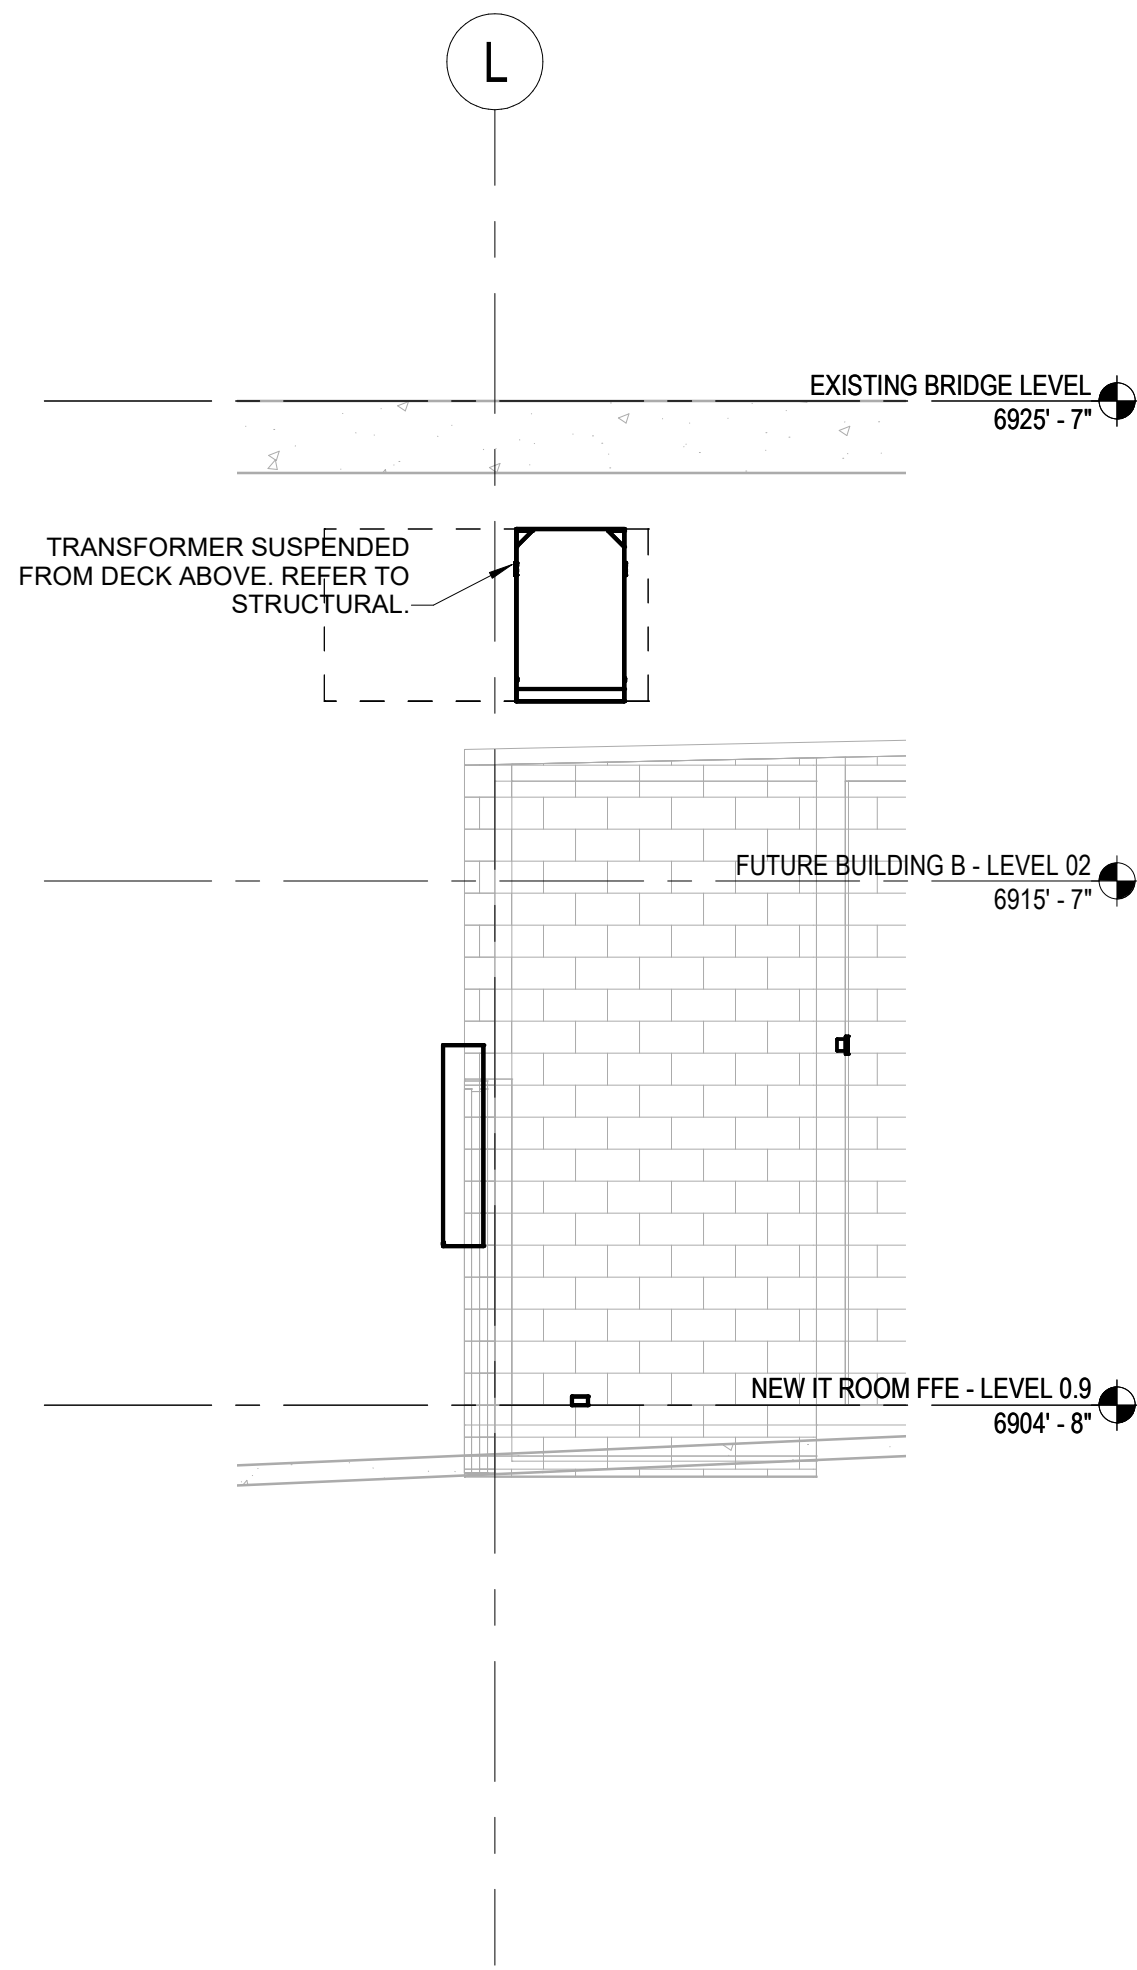 L
EXISTING BRIDGE LEVEL
6925' - 7"
TRANSFORMER SUSPENDED
FROM DECK ABOVE. REFER TO
STRUCTURAL.
FUTURE BUILDING B - LEVEL 02
6915' - 7"
NEW IT ROOM FFE - LEVEL 0.9
6904' - 8"